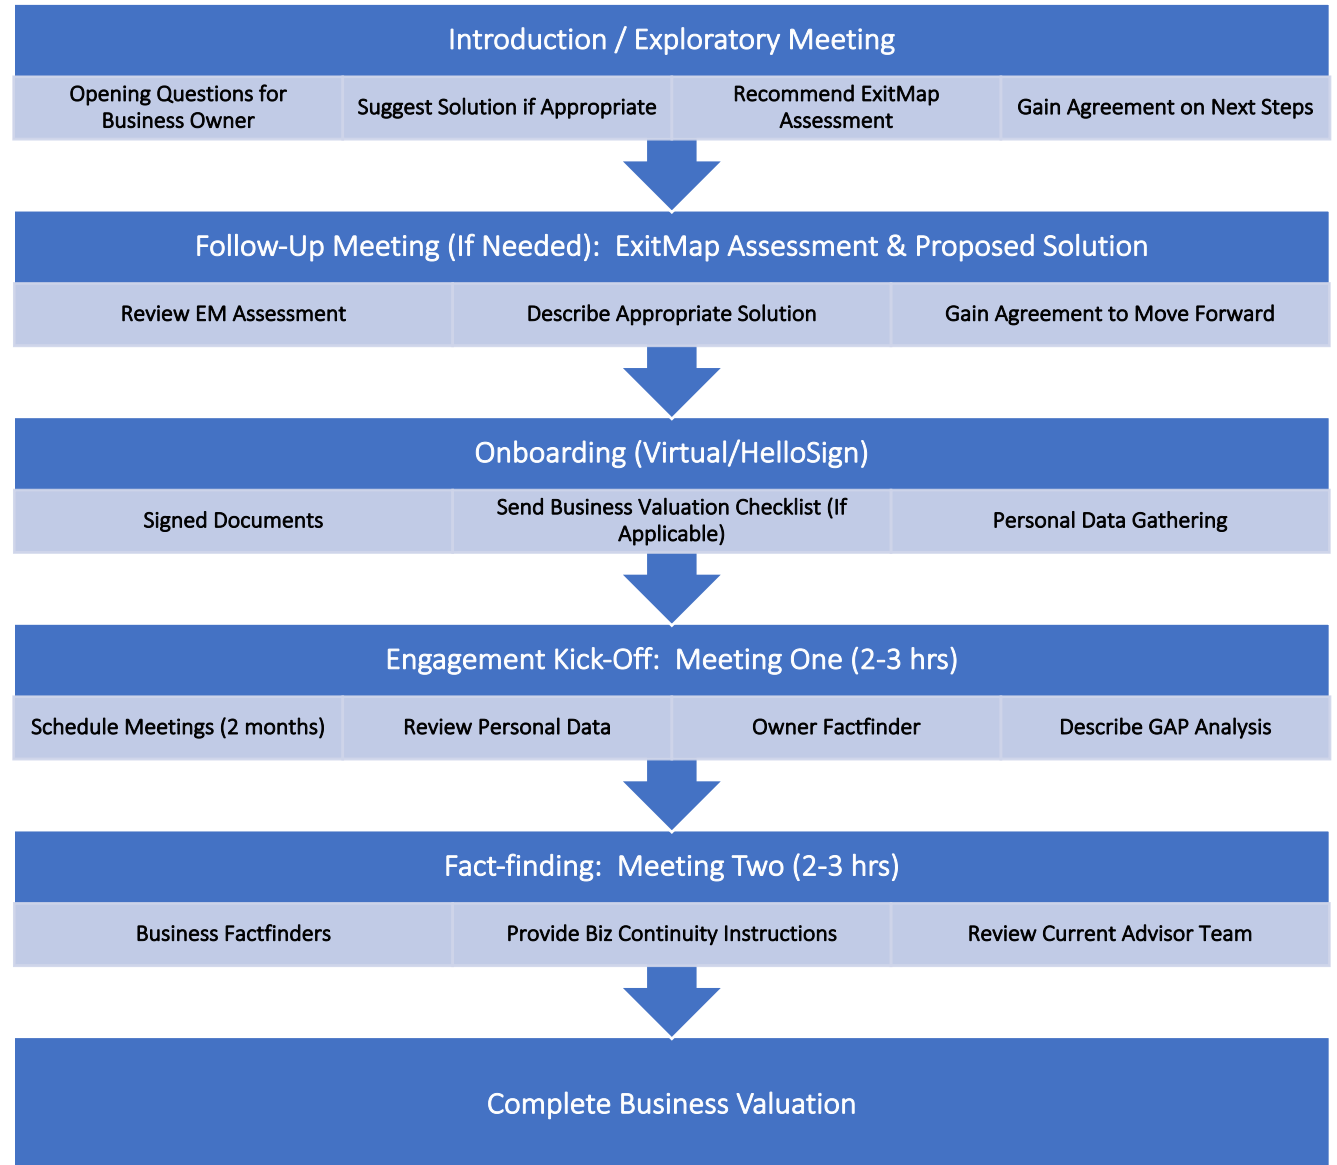 Introduction / Exploratory Meeting
Opening Questions for
Business Owner
Suggest Solution if Appropriate
Recommend ExitMap
Assessment
Gain Agreement on Next Steps
Follow-Up Meeting (If Needed):  ExitMap Assessment & Proposed Solution
Review EM Assessment
Describe Appropriate Solution
Gain Agreement to Move Forward
Onboarding (Virtual/HelloSign)
Signed Documents
Send Business Valuation Checklist (If
Applicable)
Personal Data Gathering
Engagement Kick-Off:  Meeting One (2-3 hrs)
Schedule Meetings (2 months)
Review Personal Data
Owner Factfinder
Describe GAP Analysis
Fact-finding:  Meeting Two (2-3 hrs)
Business Factfinders
Provide Biz Continuity Instructions
Review Current Advisor Team
Complete Business Valuation